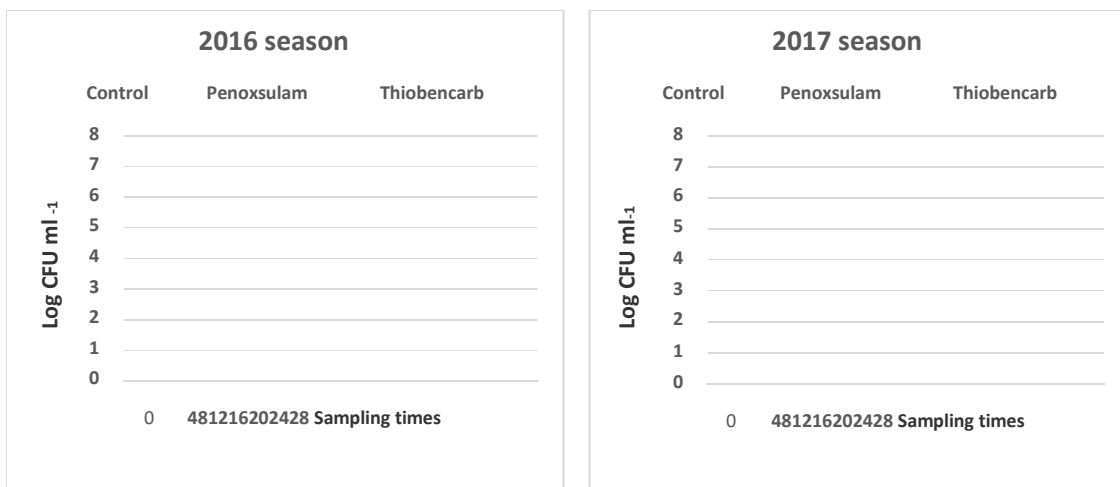 2016 season
Control Penoxsulam Thiobencarb
8
7
6
5
4
3
2
1
0
Log CFU ml -1
0 481216202428 Sampling times
2017 season
Control Penoxsulam Thiobencarb
8
7
6
5
4
3
2
1
0
Log CFU ml-1
0 481216202428 Sampling times